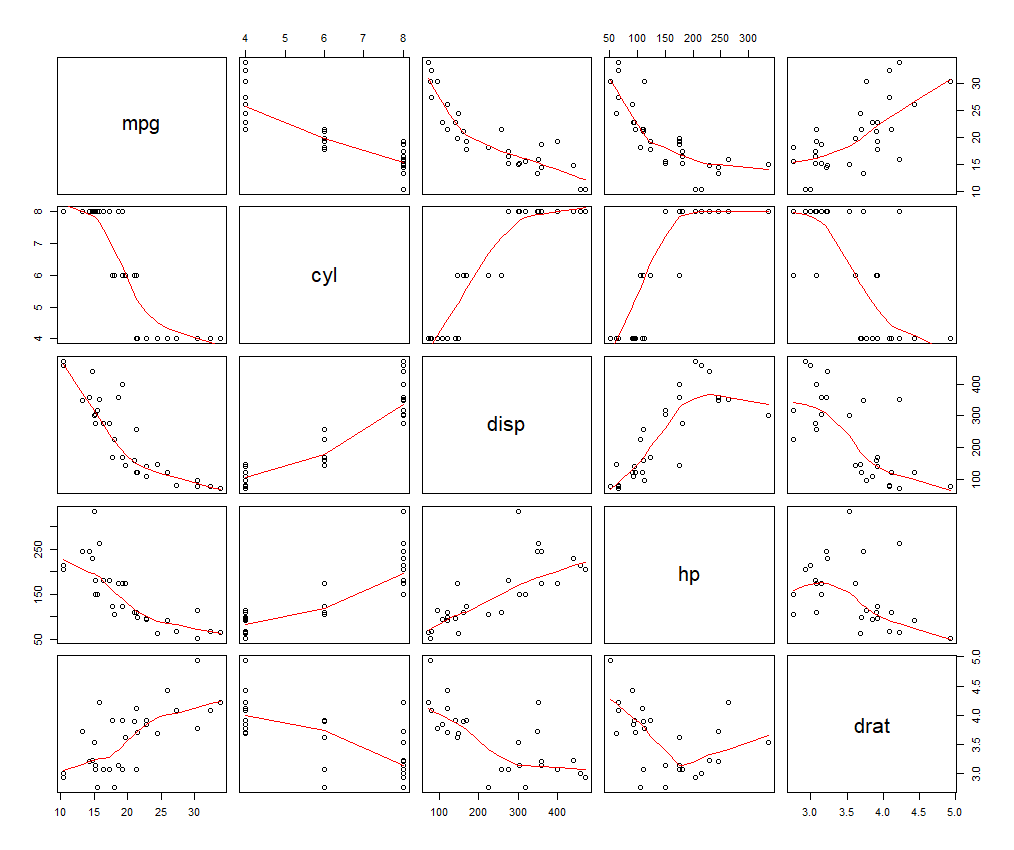 4 5 6 7 8 50 100 150 200 250 300
mpg
10 15 20 25 30
4 5 6 7 8
cyl
disp
100 200 300 400
50 150 250
hp
drat
3.0 3.5 4.0 4.5 5.0
10 15 20 25 30 100 200 300 400 3.0 3.5 4.0 4.5 5.0